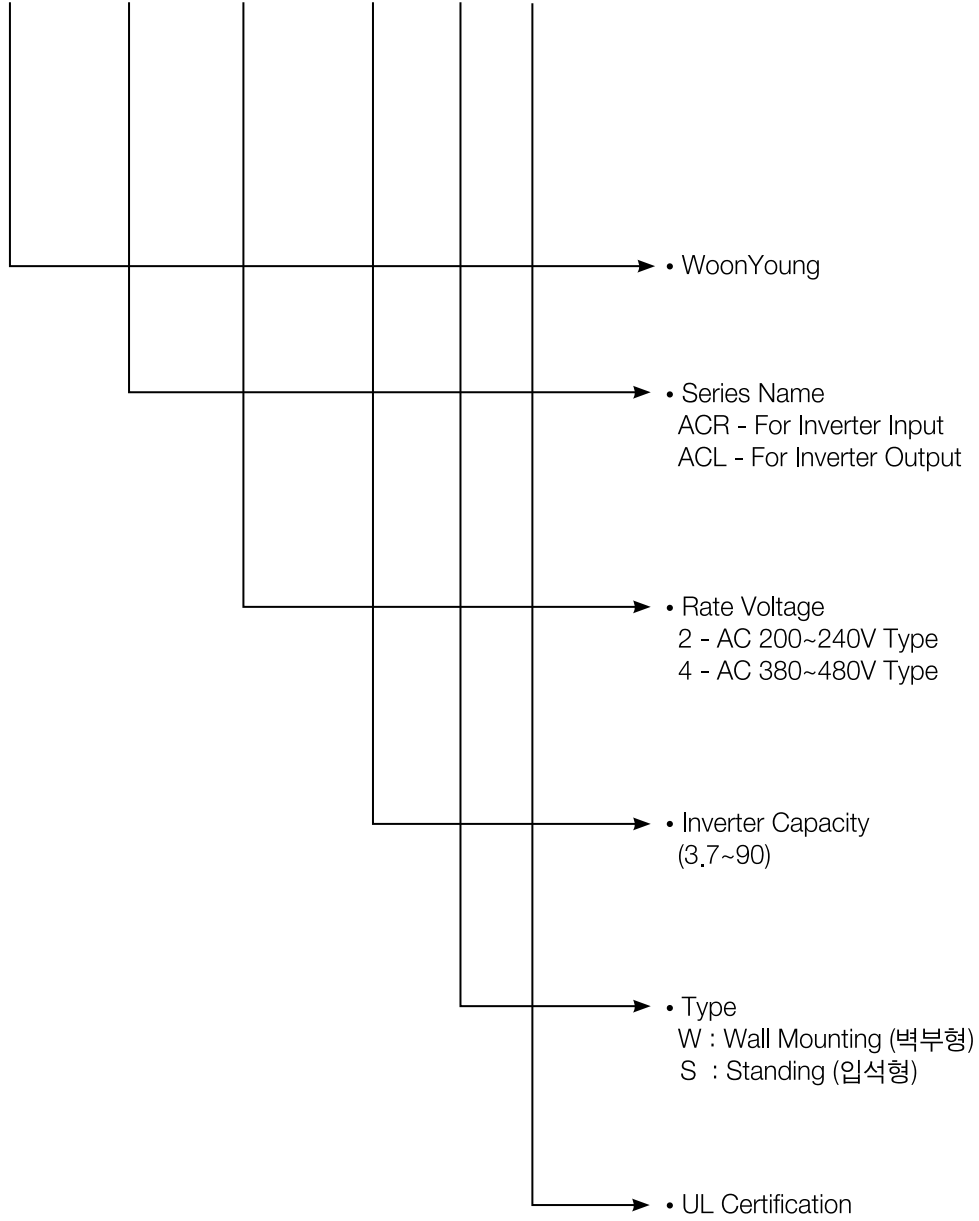 • WoonYoung
• Series Name
ACR - For Inverter Input
ACL - For Inverter Output
• Rate Voltage
2 - AC 200~240V Type
4 - AC 380~480V Type
• Inverter Capacity
(3.7~90)
• Type
W : Wall Mounting (벽부형)
S : Standing (입석형)
• UL Certification